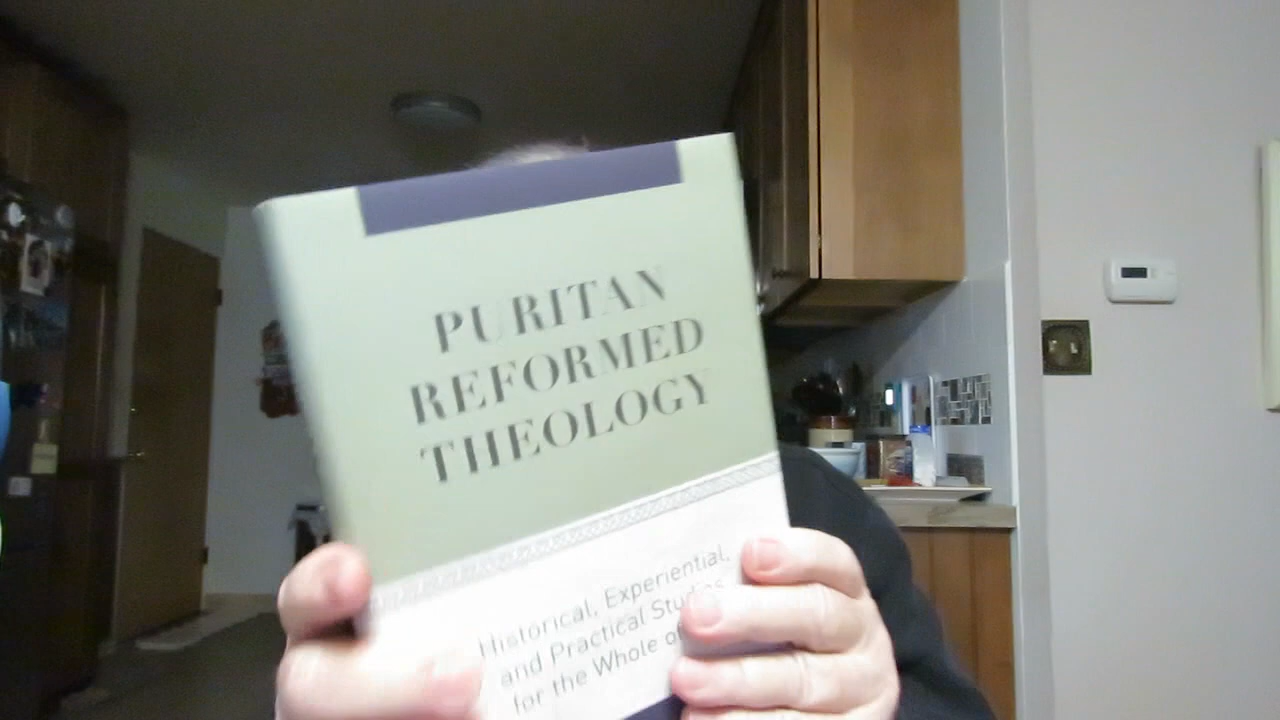 PURITAN
REFORMED
THEOLOGY
Historical, Experiential,
and Practical Studies
for the Whole of